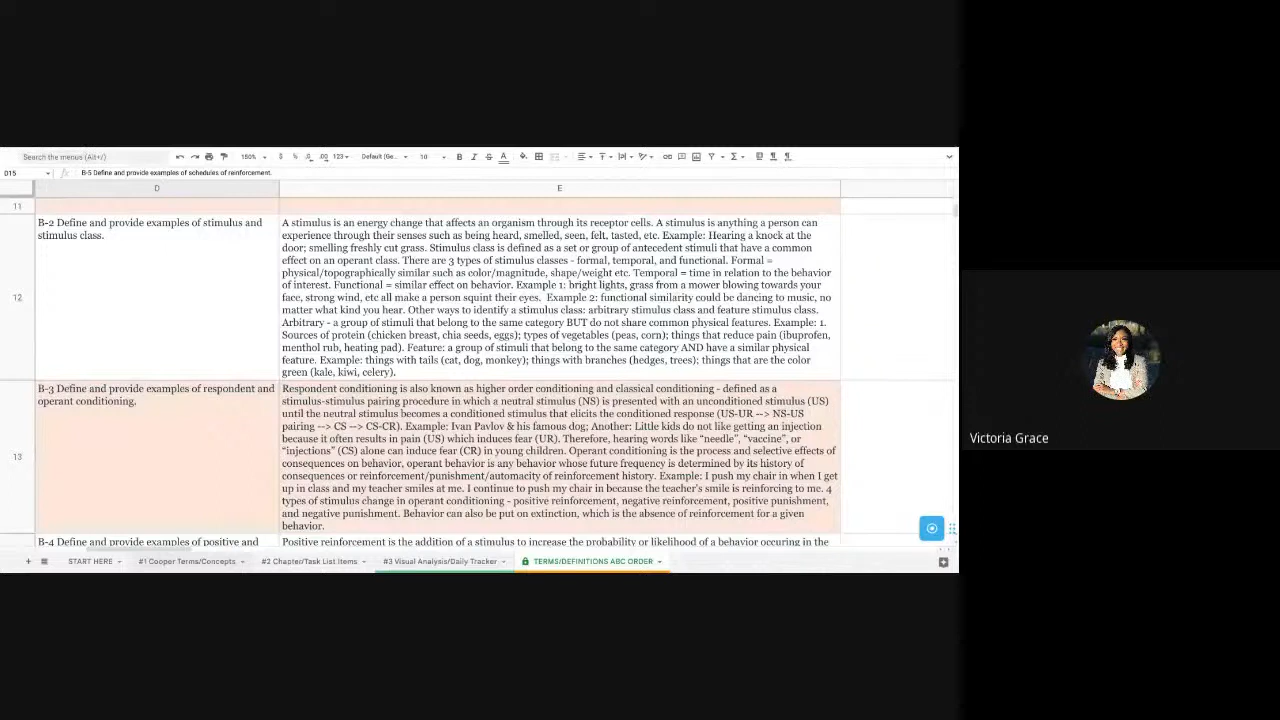 Search the menus (Alt+/)
150%
123
Default (Ge...
10
D15
B-5 Define and provide examples of schedules of reinforcement.
D
E
11
12
B-2 Define and provide examples of stimulus and
stimulus class.
A stimulus is an energy change that affects an organism through its receptor cells. A stimulus is anything a person can
experience through their senses such as being heard, smelled, seen, felt, tasted, etc. Example: Hearing a knock at the
door; smelling freshly cut grass. Stimulus class is defined as a set or group of antecedent stimuli that have a common
effect on an operant class. There are 3 types of stimulus classes - formal, temporal, and functional. Formal =
physical/topographically similar such as color/magnitude, shape/weight etc. Temporal = time in relation to the behavior
of interest. Functional = similar effect on behavior. Example 1: bright lights, grass from a mower blowing towards your
face, strong wind, etc all make a person squint their eyes. Example 2: functional similarity could be dancing to music, no
matter what kind you hear. Other ways to identify a stimulus class: arbitrary stimulus class and feature stimulus class.
Arbitrary - a group of stimuli that belong to the same category BUT do not share common physical features. Example: 1.
Sources of protein (chicken breast, chia seeds, eggs); types of vegetables (peas, corn); things that reduce pain (ibuprofen,
menthol rub, heating pad). Feature: a group of stimuli that belong to the same category AND have a similar physical
feature. Example: things with tails (cat, dog, monkey); things with branches (hedges, trees); things that are the color
green (kale, kiwi, celery).
13
B-3 Define and provide examples of respondent and
operant conditioning.
Respondent conditioning is also known as higher order conditioning and classical conditioning - defined as a
stimulus-stimulus pairing procedure in which a neutral stimulus (NS) is presented with an unconditioned stimulus (US)
until the neutral stimulus becomes a conditioned stimulus that elicits the conditioned response (US-UR --> NS-US
pairing --> CS --> CS-CR). Example: Ivan Pavlov & his famous dog; Another: Little kids do not like getting an injection
because it often results in pain (US) which induces fear (UR). Therefore, hearing words like “needle”, “vaccine”, or
“injections” (CS) alone can induce fear (CR) in young children. Operant conditioning is the process and selective effects of
consequences on behavior, operant behavior is any behavior whose future frequency is determined by its history of
consequences or reinforcement/punishment/automacity of reinforcement history. Example: I push my chair in when I get
up in class and my teacher smiles at me. I continue to push my chair in because the teacher's smile is reinforcing to me. 4
types of stimulus change in operant conditioning - positive reinforcement, negative reinforcement, positive punishment,
and negative punishment. Behavior can also be put on extinction, which is the absence of reinforcement for a given
behavior.
B-4 Define and provide examples of positive and
Positive reinforcement is the addition of a stimulus to increase the probability or likelihood of a behavior occuring in the
START HERE
#1 Cooper Terms/Concepts
#2 Chapter/Task List Items
#3 Visual Analysis/Daily Tracker
TERMS/DEFINITIONS ABC ORDER
Victoria Grace